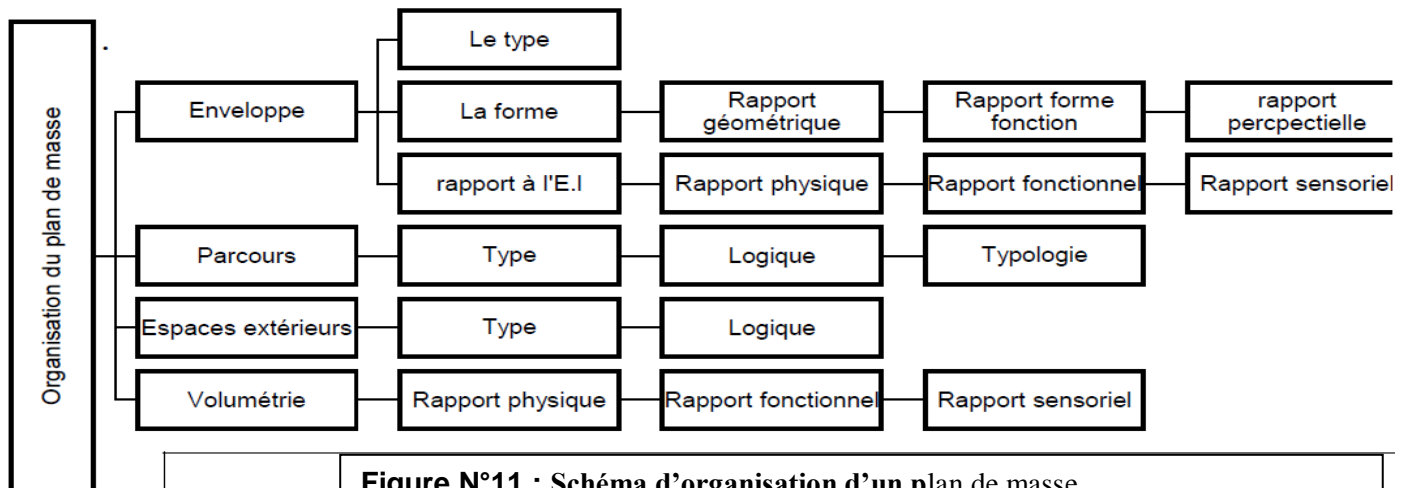 Organisation du plan de masse
.
Le type
Enveloppe
La forme
Rapport
géométrique
Rapport forme
fonction
rapport
percpectielle
rapport à l'E.I
Rapport physique
Rapport fonctionnel
Rapport sensoriel
Parcours
Type
Logique
Typologie
Espaces extérieurs
Type
Logique
Volumétrie
Rapport physique
Rapport fonctionnel
Rapport sensoriel
Figure N°11 : Schéma d'organisation d'un plan de masse